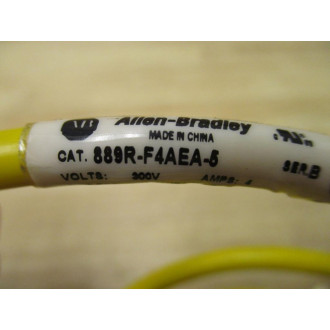 Allen-Bradley
MADE IN CHINA
CAT. 889R-F4AEA-5
SER.B
VOLTS: 300V AMPS: 4